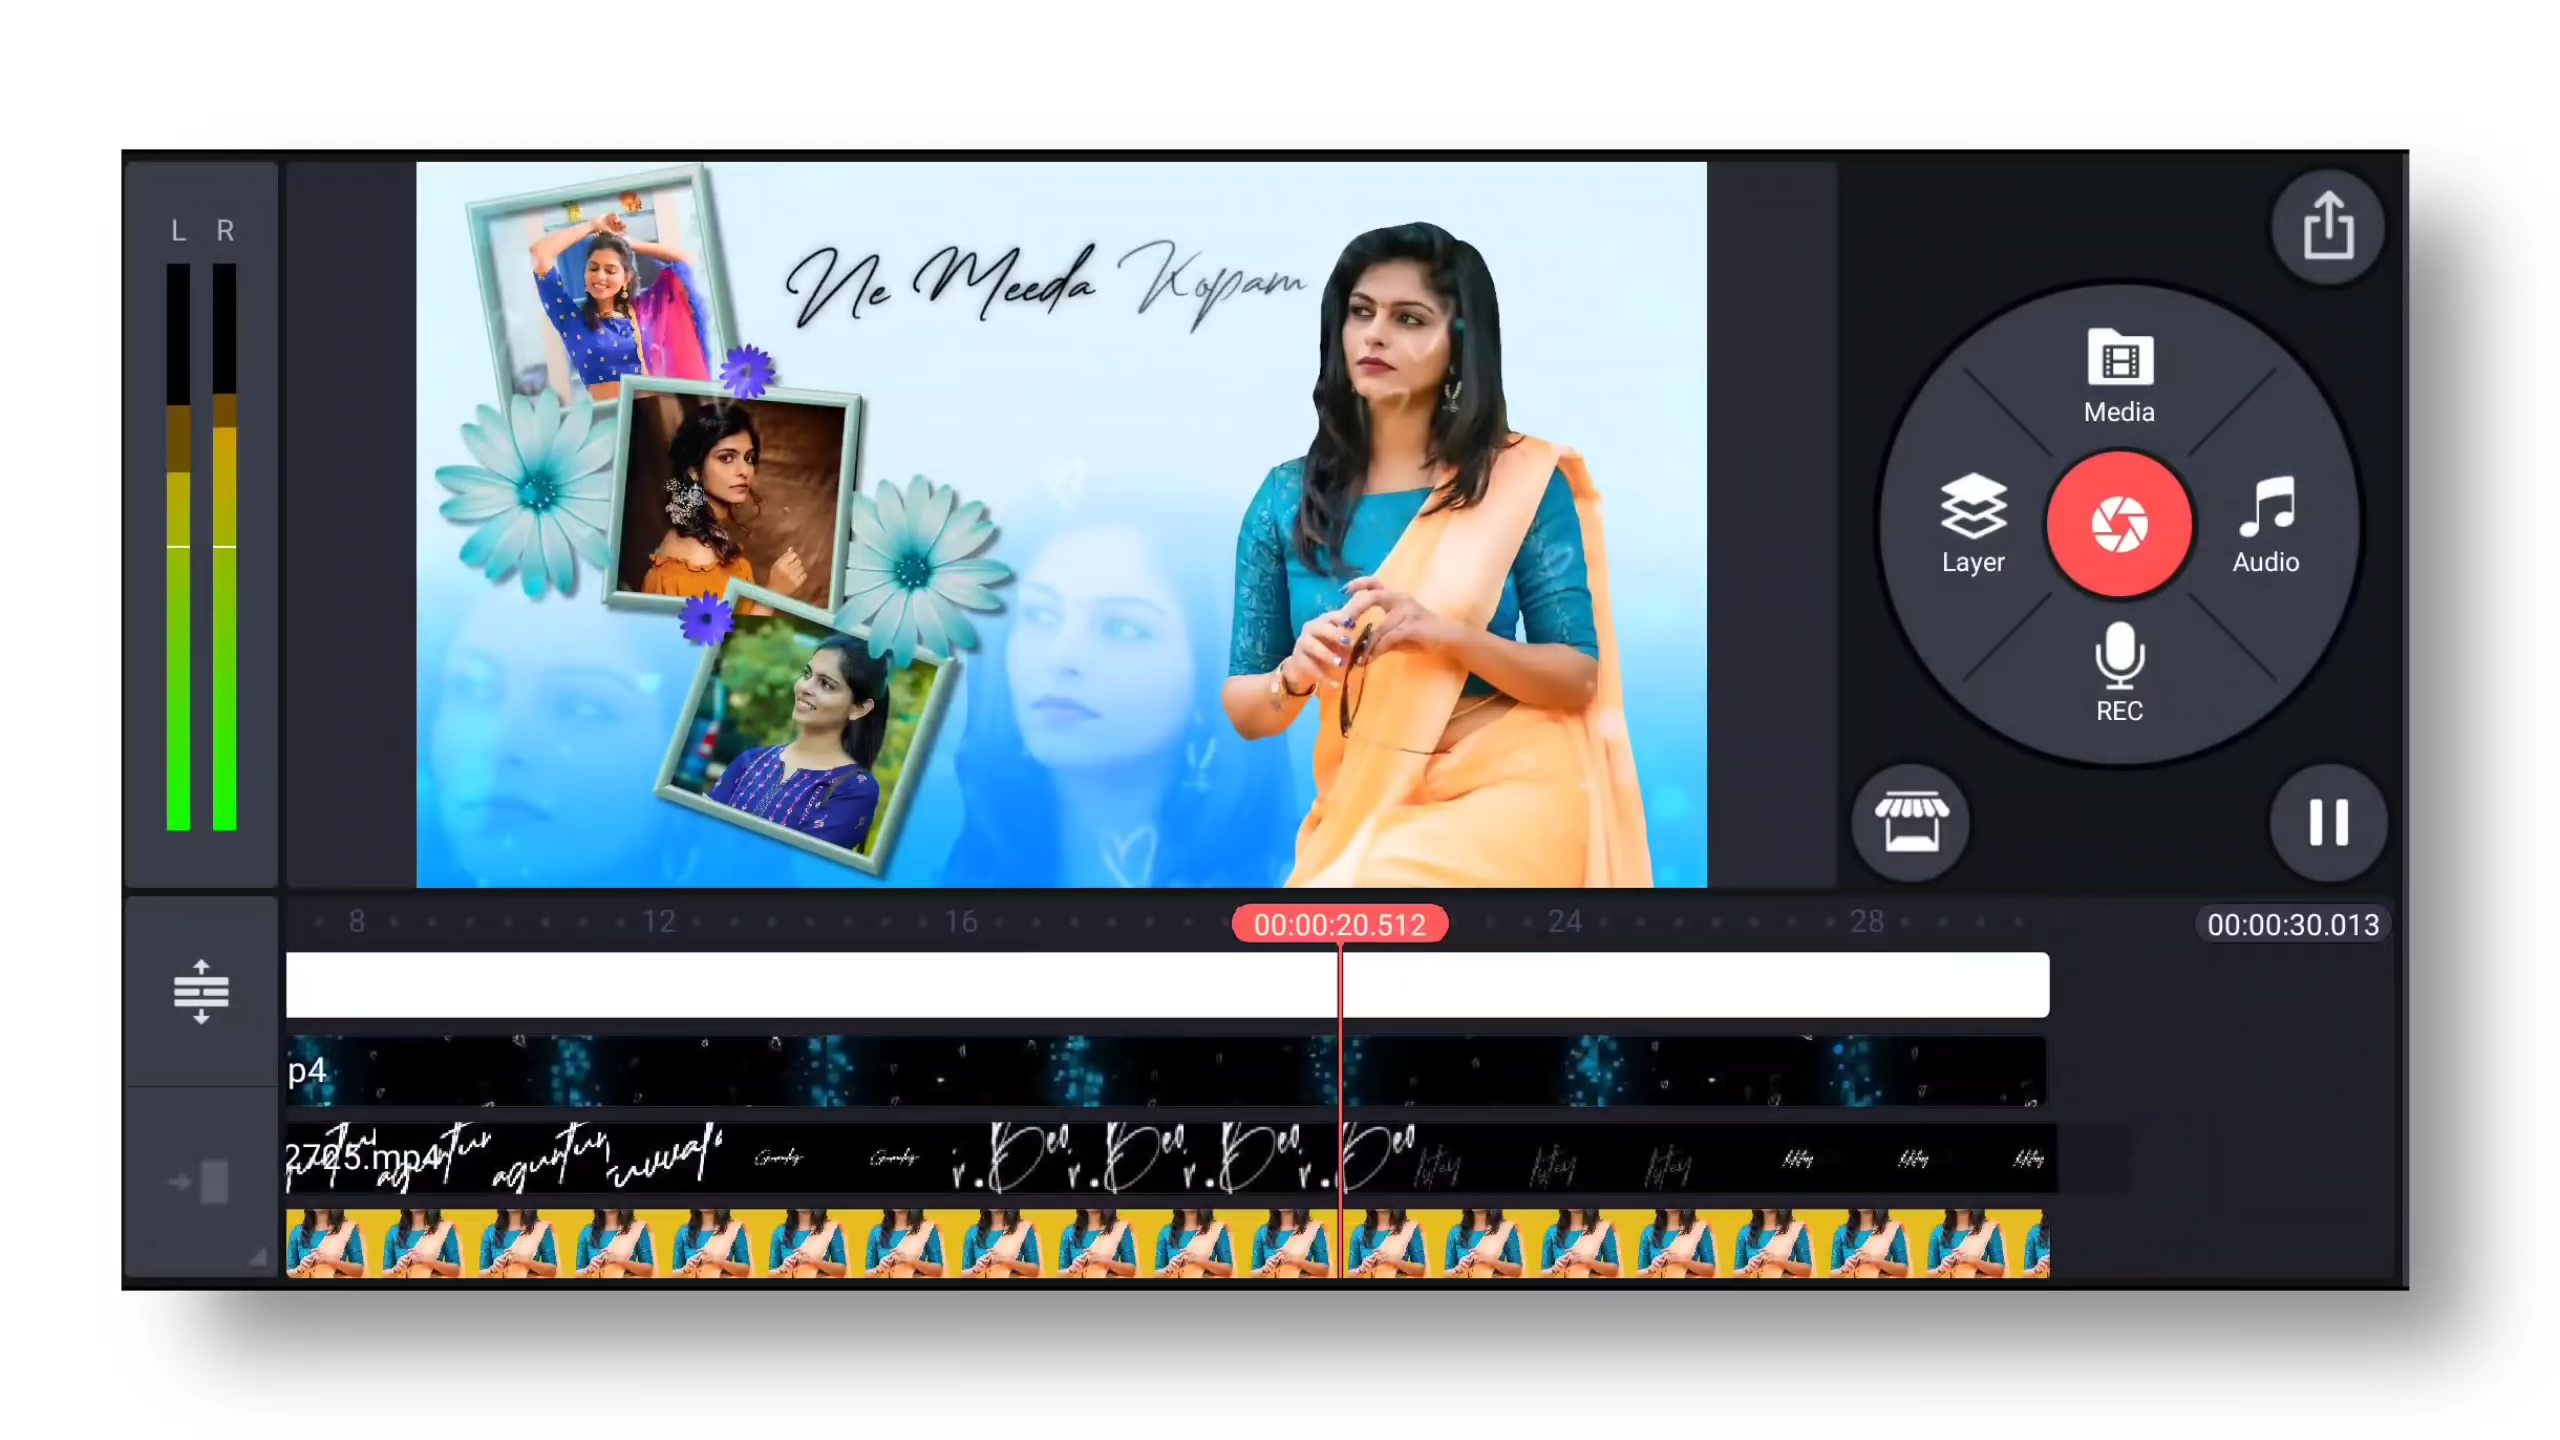 L R
Ne Meeda Kopam
Media
Layer
Audio
REC
8
12
16
00:00:20.512
24
28
00:00:30.013
p4
2725.mp4